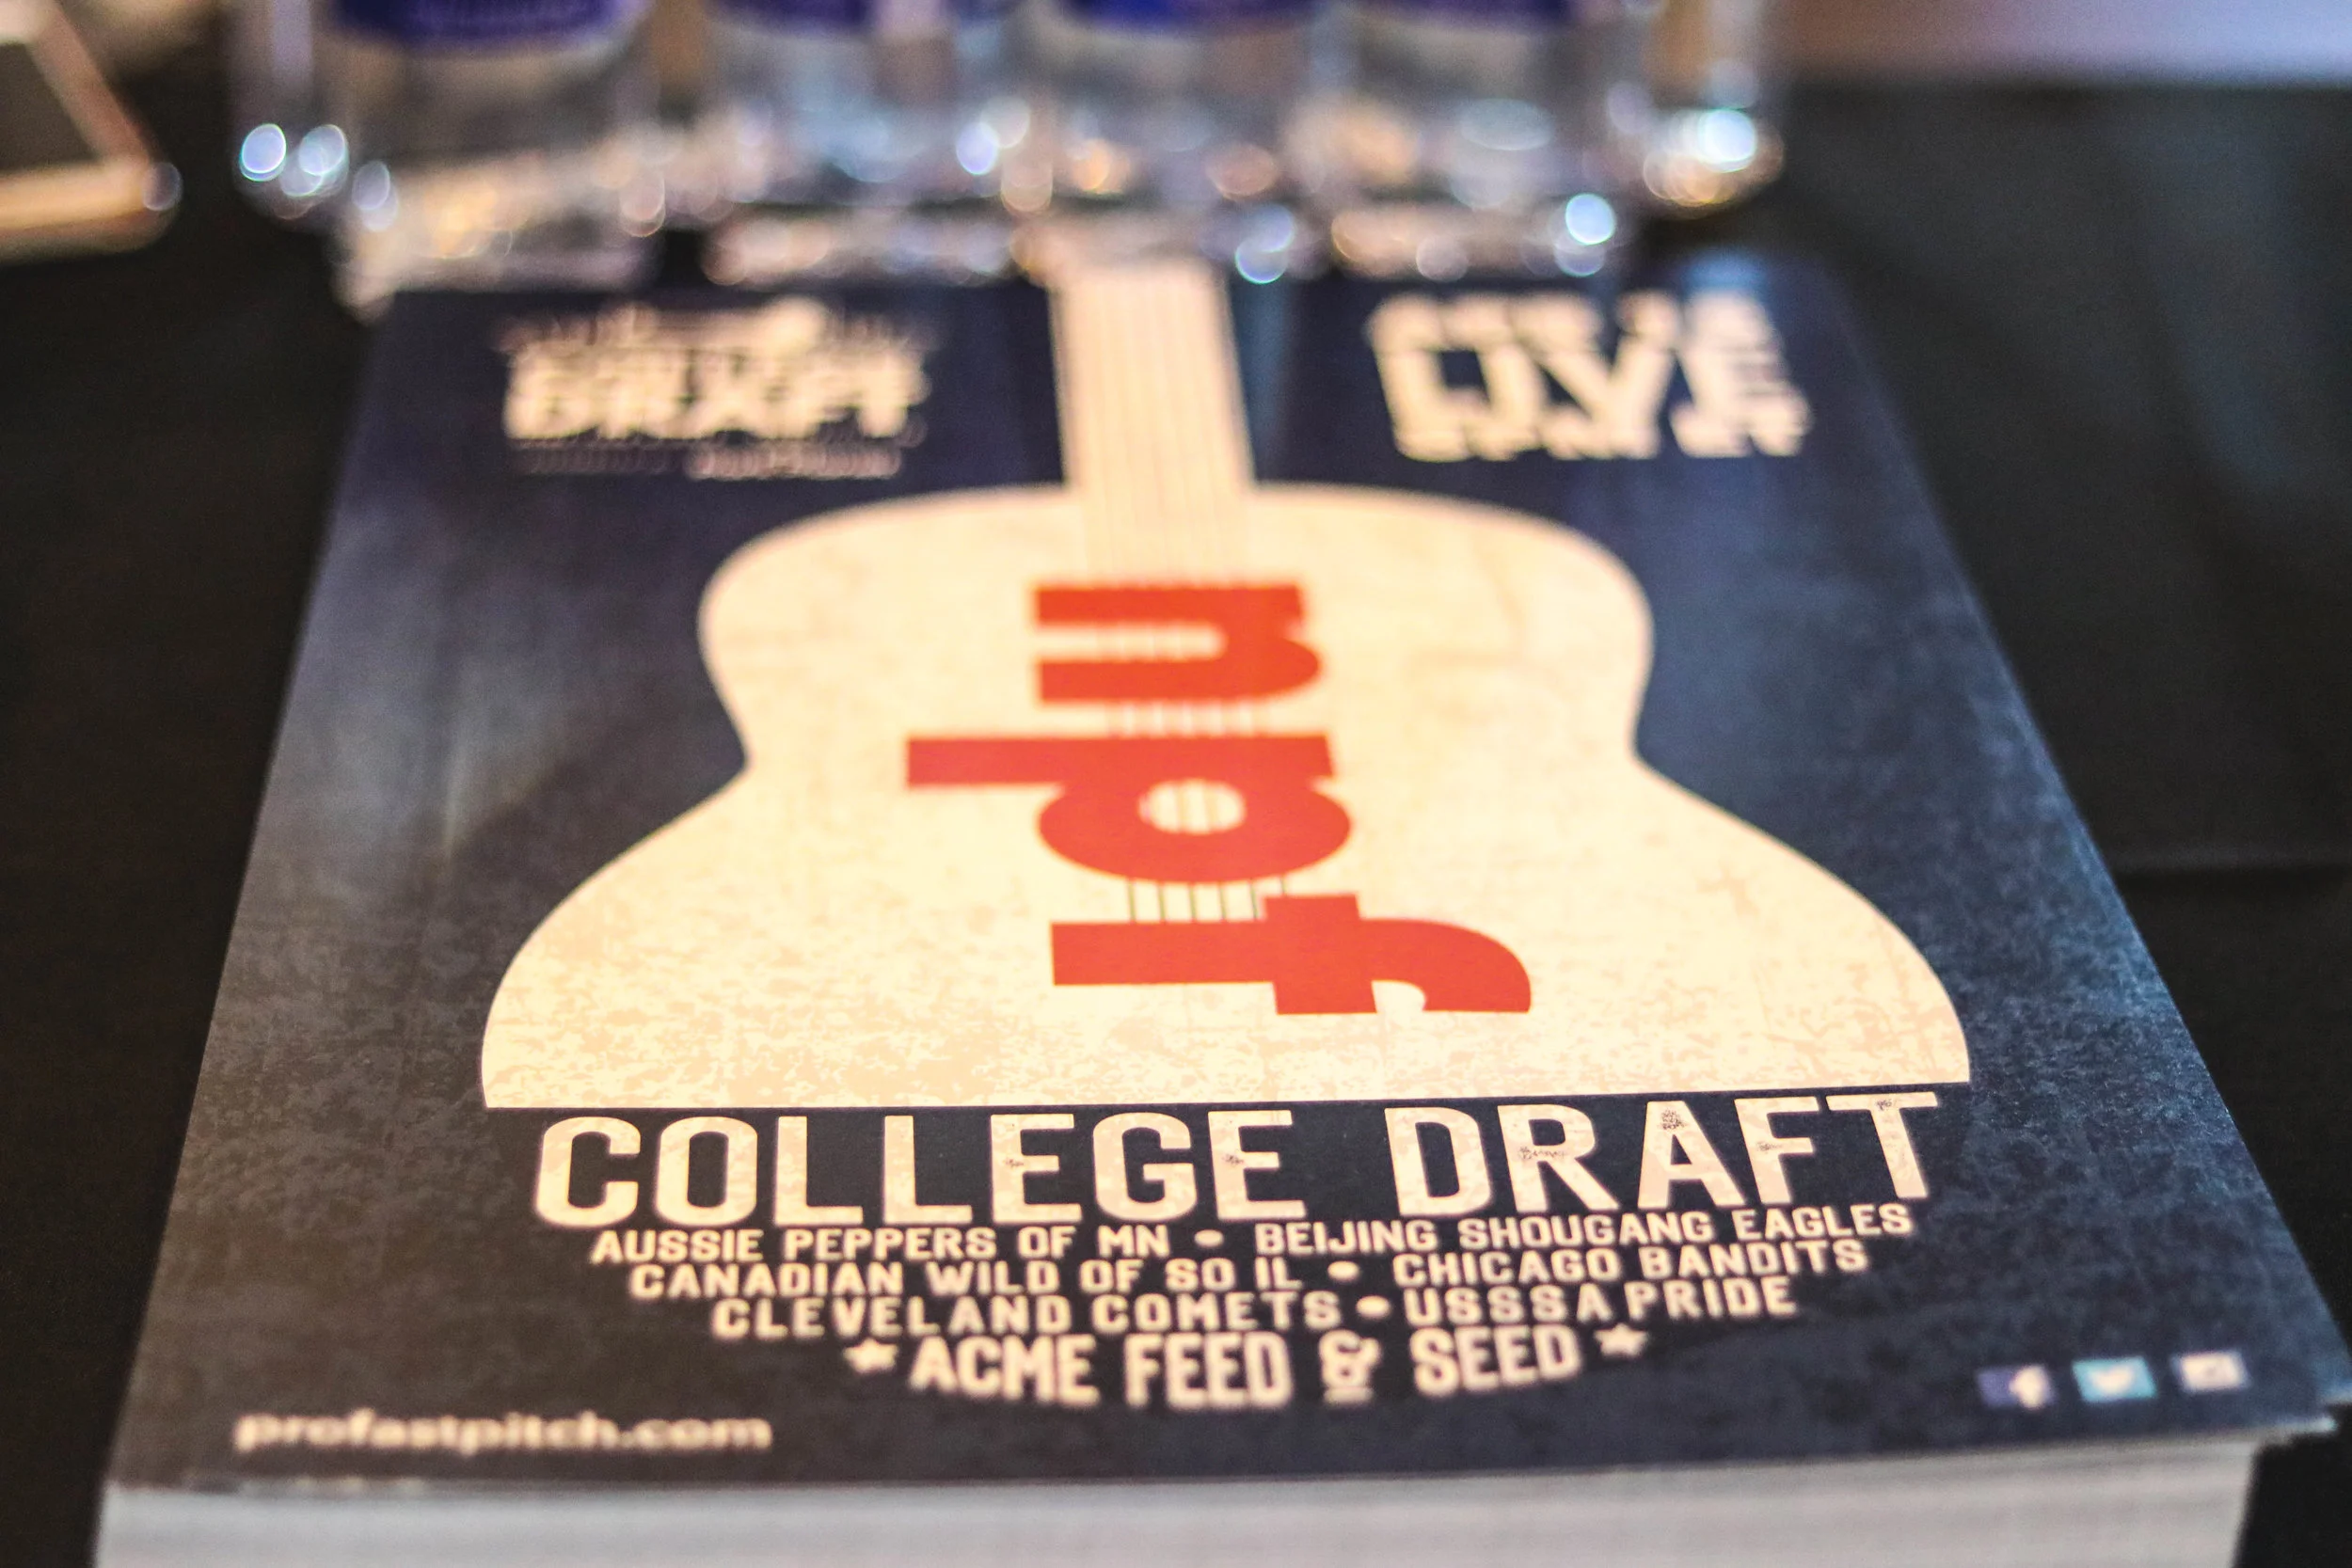 DRAFT
npf
COLLEGE DRAFT
AUSSIE PEPPERS OF MN • BEIJING SHOUGANG EAGLES
CANADIAN WILD OF SO IL • CHICAGO BANDITS
CLEVELAND COMETS • USSSA PRIDE
★ ACME FEED & SEED ★
profastpitch.com